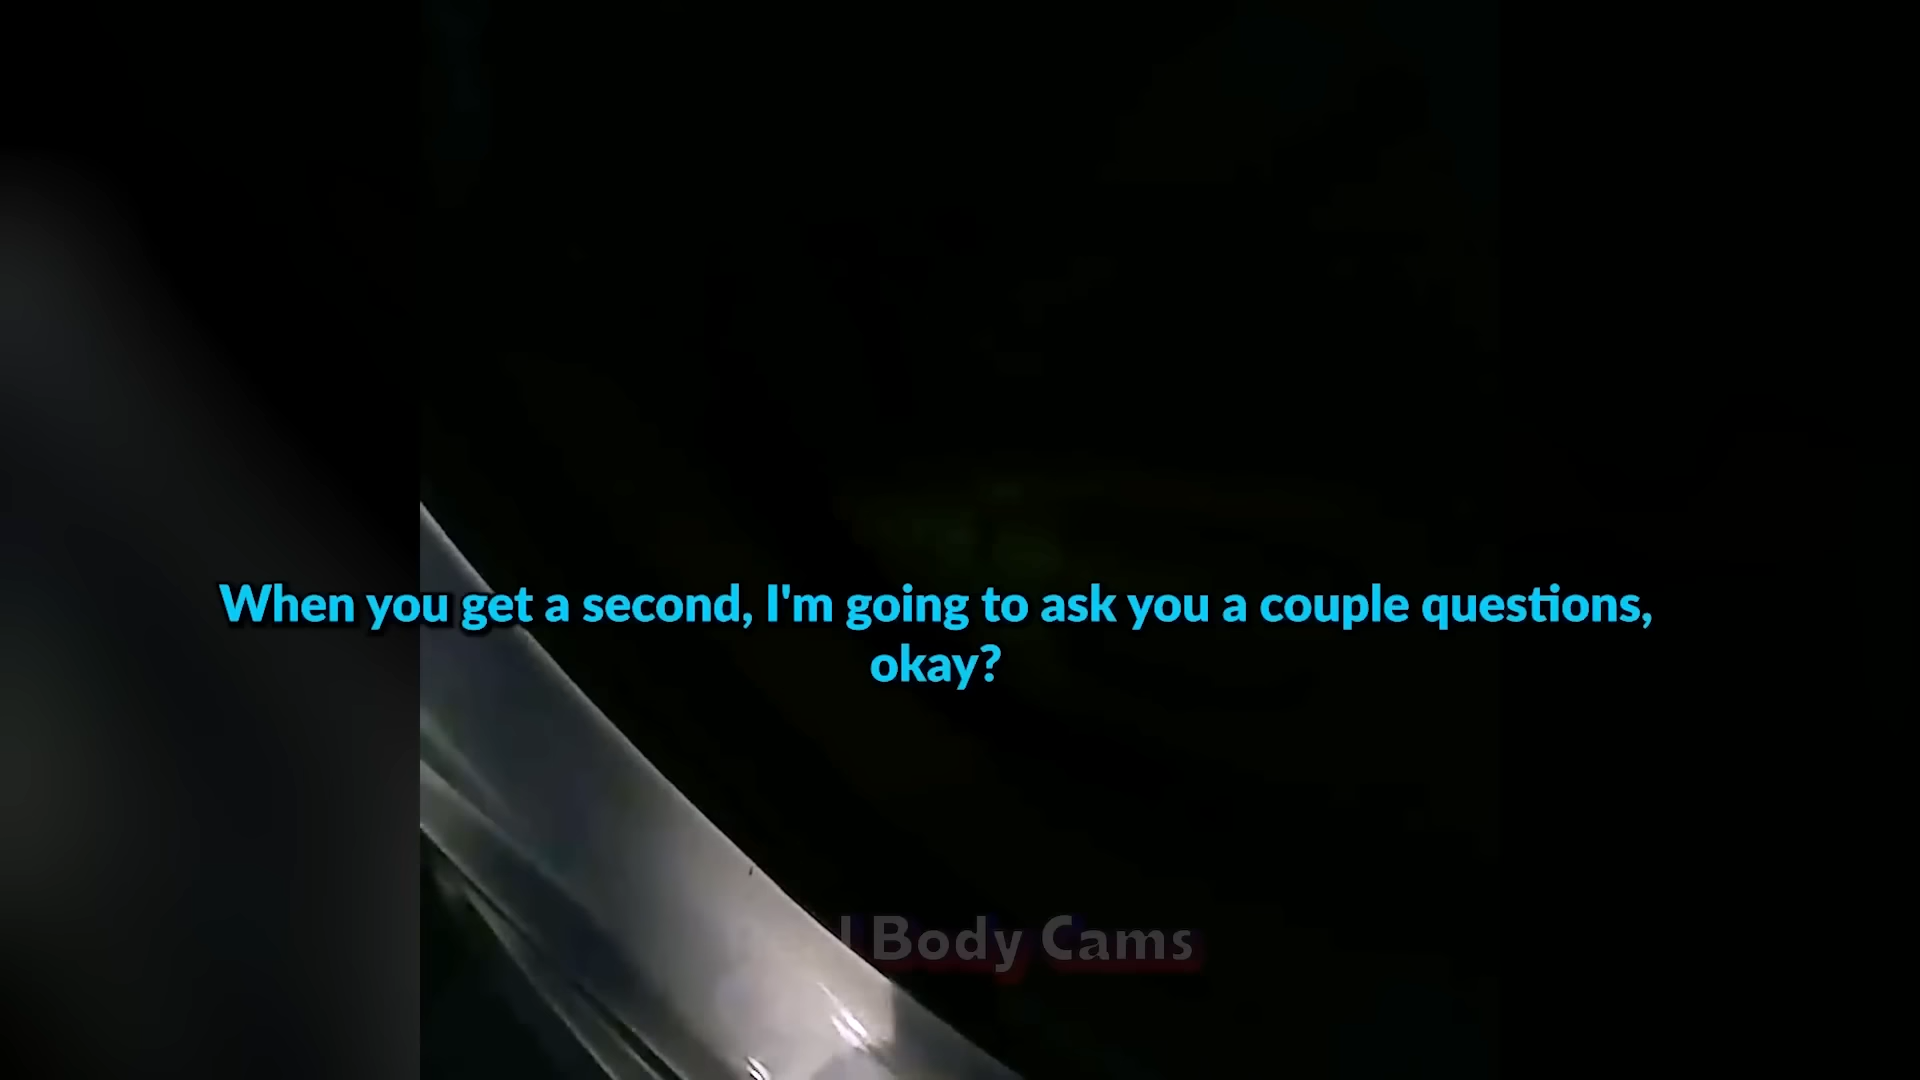 When you get a second, I'm going to ask you a couple questions,
okay?
Body Cams